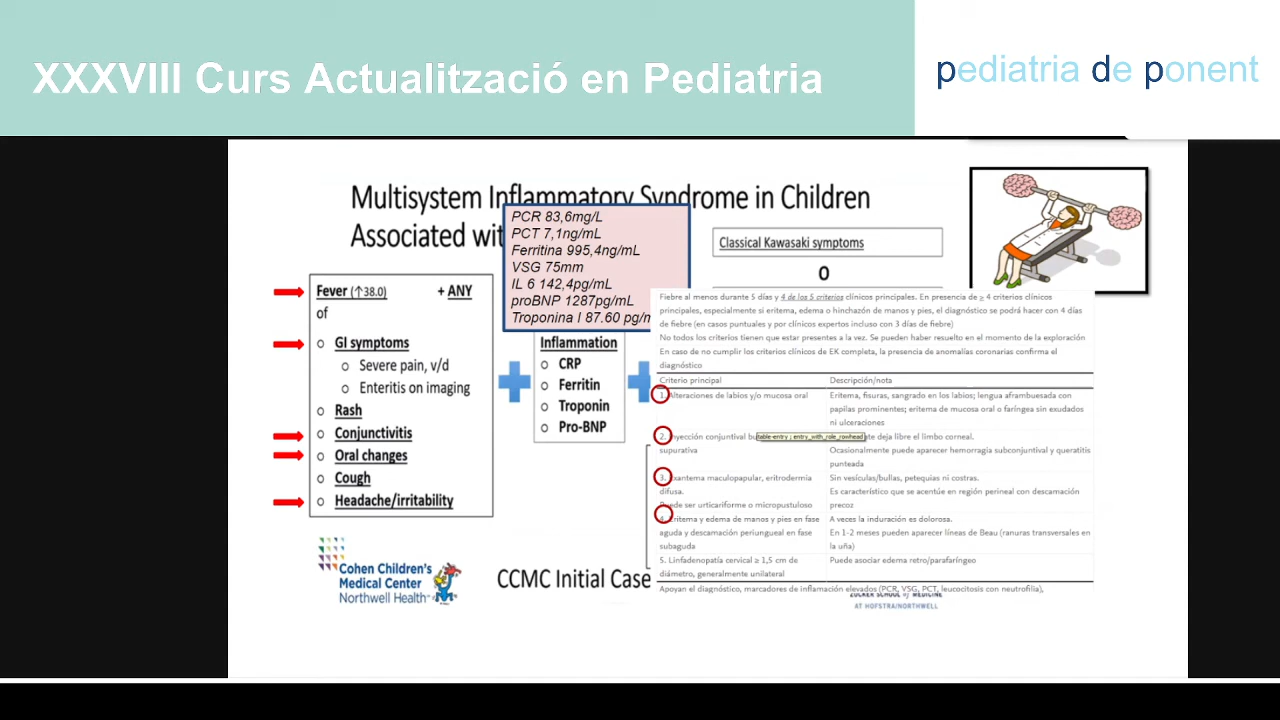 XXXVIII Curs Actualització en Pediatria
pediatria de ponent
Multisystem Inflammatory Syndrome in Children
Associated wit
PCR 83,6mg/L
PCT 7,1ng/mL
Ferritina 995,4ng/mL
VSG 75mm
IL 6 142,4pg/mL
proBNP 1287pg/mL
Troponina I 87.60 pg/m
Classical Kawasaki symptoms
O
Fever (↑38.0) + ANY
of
o GI symptoms
o Severe pain, v/d
o Enteritis on imaging
o Rash
o Conjunctivitis
o Oral changes
o Cough
o Headache/irritability
Inflammation
o CRP
o Ferritin
o Troponin
o Pro-BNP
Fiebre al menos durante 5 días y 4 de los 5 criterios clínicos principales. En presencia de ≥ 4 criterios clínicos
principales, especialmente si eritema, edema o hinchazón de manos y pies, el diagnóstico se podrá hacer con 4 días
de fiebre (en casos puntuales y por clínicos expertos incluso con 3 días de fiebre)
No todos los criterios tienen que estar presentes a la vez. Se pueden haber resuelto en el momento de la exploración
En caso de no cumplir los criterios clínicos de EK completa, la presencia de anomalías coronarias confirma el
diagnóstico
Criterio principal Descripción/nota
1. Alteraciones de labios y/o mucosa oral Eritema, fisuras, sangrado en los labios; lengua aframbuesada con
papilas prominentes; eritema de mucosa oral o faríngea sin exudados
ni ulceraciones
2. nyección conjuntival bu table-entry ; entry_with_role_rowhead te deja libre el limbo corneal.
supurativa Ocasionalmente puede aparecer hemorragia subconjuntival y queratitis
punteada
3. xantema maculopapular, eritrodermia Sin vesículas/bullas, petequias ni costras.
difusa. Es característico que se acentúe en región perineal con descamación
Puede ser urticariforme o micropustuloso precoz
4. Eritema y edema de manos y pies en fase A veces la induración es dolorosa.
aguda y descamación periungueal en fase En 1-2 meses pueden aparecer líneas de Beau (ranuras transversales en
subaguda la uña)
5. Linfadenopatía cervical ≥ 1,5 cm de Puede asociar edema retro/parafaríngeo
diámetro, generalmente unilateral
Apoyan el diagnóstico, marcadores de inflamación elevados (PCR, VSG, PCT, leucocitosis con neutrofilia),
Cohen Children's
Medical Center
Northwell Health
CCMC Initial Case
ZUCKER SCHOOL of MEDICINE
AT HOFSTRA/NORTHWELL